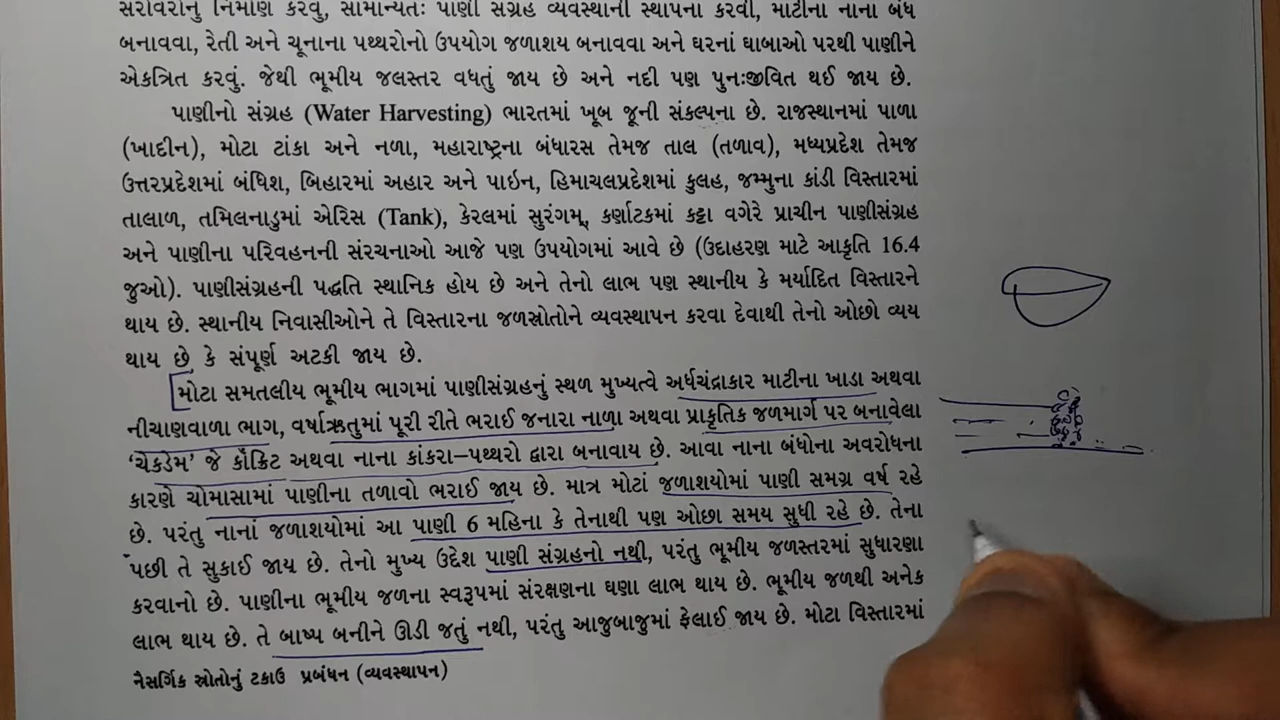 સરોવરોનું નિર્માણ કરવું, સામાન્યતઃ પાણી સંગ્રહ વ્યવસ્થાની સ્થાપના કરવી, માટીના નાના બંધ
બનાવવા, રેતી અને ચૂનાના પથ્થરોનો ઉપયોગ જળાશય બનાવવા અને ઘરનાં ધાબાઓ પરથી પાણીને
એકત્રિત કરવું. જેથી ભૂમીય જલસ્તર વધતું જાય છે અને નદી પણ પુનઃજીવિત થઈ જાય છે.
પાણીનો સંગ્રહ (Water Harvesting) ભારતમાં ખૂબ જૂની સંકલ્પના છે. રાજસ્થાનમાં પાળા
(ખાદીન), મોટા ટાંકા અને નળા, મહારાષ્ટ્રના બંધારસ તેમજ તાલ (તળાવ), મધ્યપ્રદેશ તેમજ
ઉત્તરપ્રદેશમાં બંધિશ, બિહારમાં અહાર અને પાઇન, હિમાચલપ્રદેશમાં કુલહ, જમ્મુના કાંડી વિસ્તારમાં
તાલાળ, તમિલનાડુમાં એરિસ (Tank), કેરલમાં સુરંગમ્, કર્ણાટકમાં કટ્ટા વગેરે પ્રાચીન પાણીસંગ્રહ
અને પાણીના પરિવહનની સંરચનાઓ આજે પણ ઉપયોગમાં આવે છે (ઉદાહરણ માટે આકૃતિ 16.4
જુઓ). પાણીસંગ્રહની પદ્ધતિ સ્થાનિક હોય છે અને તેનો લાભ પણ સ્થાનીય કે મર્યાદિત વિસ્તારને
થાય છે. સ્થાનીય નિવાસીઓને તે વિસ્તારના જળસ્રોતોને વ્યવસ્થાપન કરવા દેવાથી તેનો ઓછો વ્યય
થાય છે કે સંપૂર્ણ અટકી જાય છે.
મોટા સમતલીય ભૂમીય ભાગમાં પાણીસંગ્રહનું સ્થળ મુખ્યત્વે અર્ધચંદ્રાકાર માટીના ખાડા અથવા
નીચાણવાળા ભાગ, વર્ષાઋતુમાં પૂરી રીતે ભરાઈ જનારા નાળા અથવા પ્રાકૃતિક જળમાર્ગ પર બનાવેલા
‘ચેકડેમ’ જે કોંક્રિટ અથવા નાના કાંકરા–પથ્થરો દ્વારા બનાવાય છે. આવા નાના બંધોના અવરોધના
કારણે ચોમાસામાં પાણીના તળાવો ભરાઈ જાય છે. માત્ર મોટાં જળાશયોમાં પાણી સમગ્ર વર્ષ રહે
છે. પરંતુ નાનાં જળાશયોમાં આ પાણી 6 મહિના કે તેનાથી પણ ઓછા સમય સુધી રહે છે. તેના
પછી તે સુકાઈ જાય છે. તેનો મુખ્ય ઉદ્દેશ પાણી સંગ્રહનો નથી, પરંતુ ભૂમીય જળસ્તરમાં સુધારણા
કરવાનો છે. પાણીના ભૂમીય જળના સ્વરૂપમાં સંરક્ષણના ઘણા લાભ થાય છે. ભૂમીય જળથી અનેક
લાભ થાય છે. તે બાષ્પ બનીને ઊડી જતું નથી, પરંતુ આજુબાજુમાં ફેલાઈ જાય છે. મોટા વિસ્તારમાં
નૈસર્ગિક સ્રોતોનું ટકાઉ પ્રબંધન (વ્યવસ્થાપન)